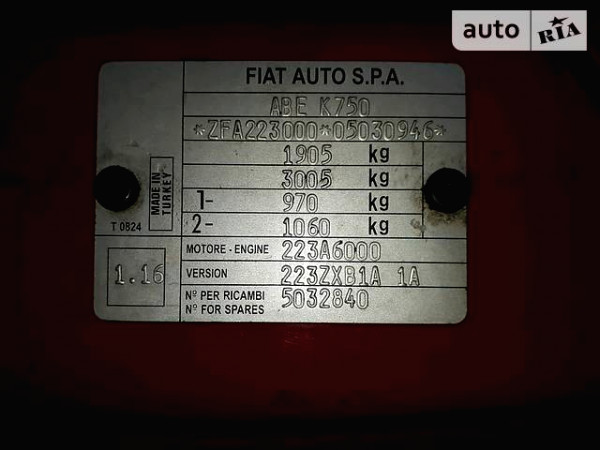 auto RIA
FIAT AUTO S.P.A.
ABE K750
*ZFA223000*05030946*
1905 kg
3005 kg
1- 970 kg
2- 1060 kg
MADE IN TURKEY
T 0824
MOTORE - ENGINE 223A6000
1.16
VERSION 223ZXB1A 1A
Nº PER RICAMBI 5032840
Nº FOR SPARES